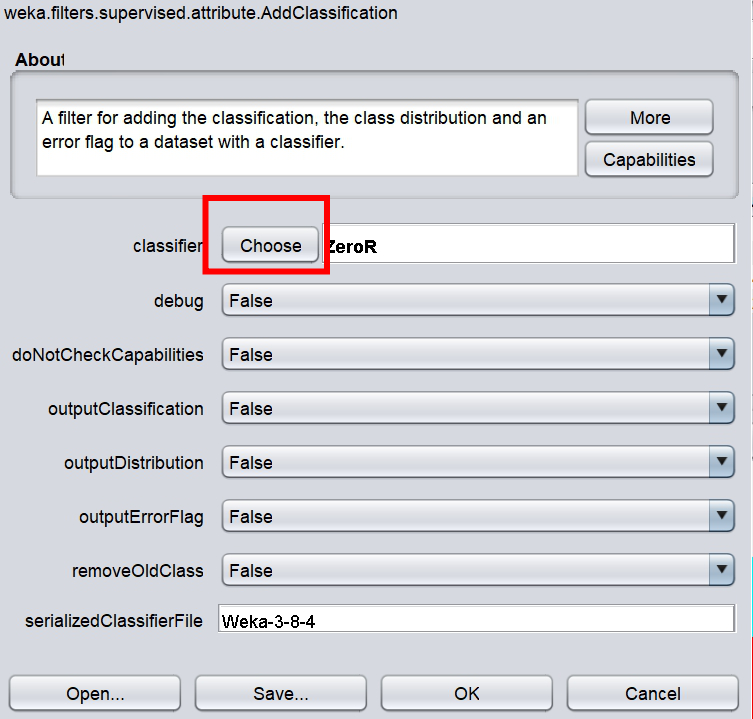 weka.filters.supervised.attribute.AddClassification
About
A filter for adding the classification, the class distribution and an
error flag to a dataset with a classifier.
More
Capabilities
classifier Choose ZeroR
debug False
doNotCheckCapabilities False
outputClassification False
outputDistribution False
outputErrorFlag False
removeOldClass False
serializedClassifierFile Weka-3-8-4
Open... Save... OK Cancel